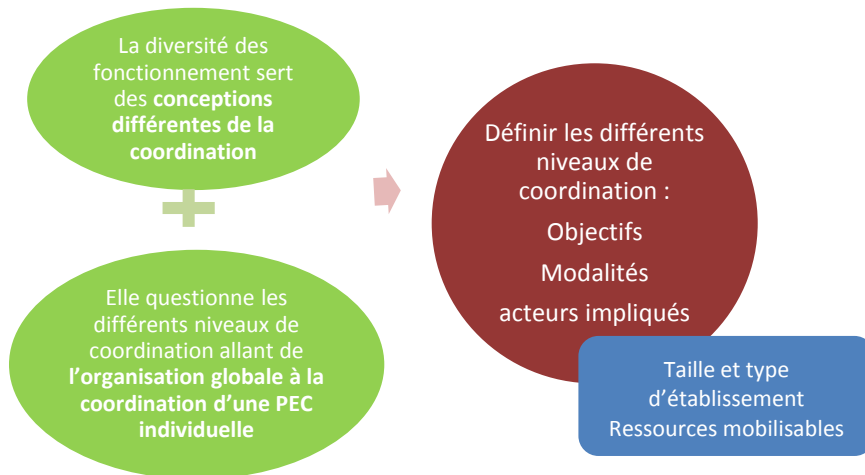 La diversité des
fonctionnement sert
des conceptions
différentes de la
coordination
Elle questionne les
différents niveaux de
coordination allant de
l'organisation globale à la
coordination d'une PEC
individuelle
Définir les différents
niveaux de
coordination :
Objectifs
Modalités
acteurs impliqués
Taille et type
d'établissement
Ressources mobilisables